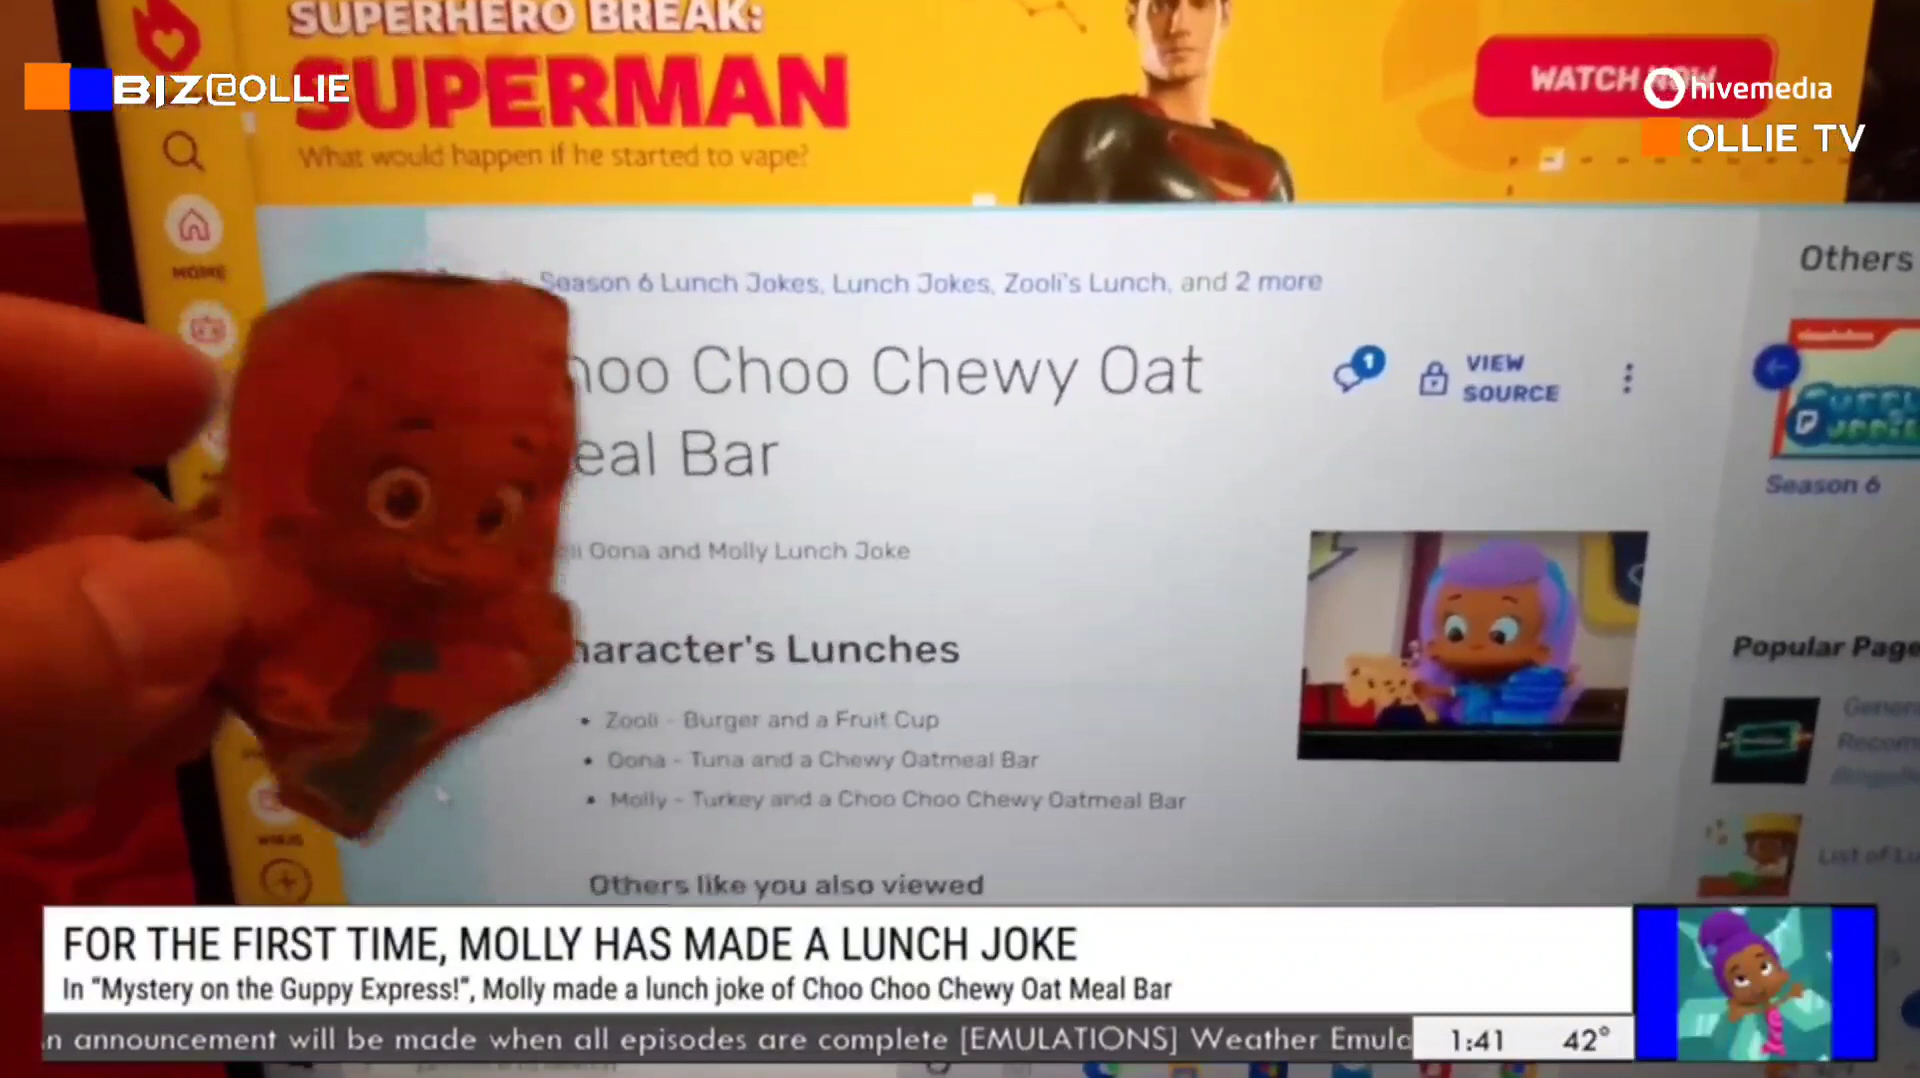 SUPERHERO BREAK:
SUPERMAN
What would happen if he started to vape?
WATCH NOW
BIZ@OLLIE
hivemedia
OLLIE TV
HOME
Season 6 Lunch Jokes, Lunch Jokes, Zooli's Lunch, and 2 more
hoo Choo Chewy Oat
eal Bar
1
VIEW
SOURCE
Others
Season 6
Oona and Molly Lunch Joke
haracter's Lunches
• Zooli - Burger and a Fruit Cup
• Oona - Tuna and a Chewy Oatmeal Bar
• Molly - Turkey and a Choo Choo Chewy Oatmeal Bar
Popular Page
Others like you also viewed
FOR THE FIRST TIME, MOLLY HAS MADE A LUNCH JOKE
In "Mystery on the Guppy Express!", Molly made a lunch joke of Choo Choo Chewy Oat Meal Bar
n announcement will be made when all episodes are complete [EMULATIONS] Weather Emula
1:41
42°